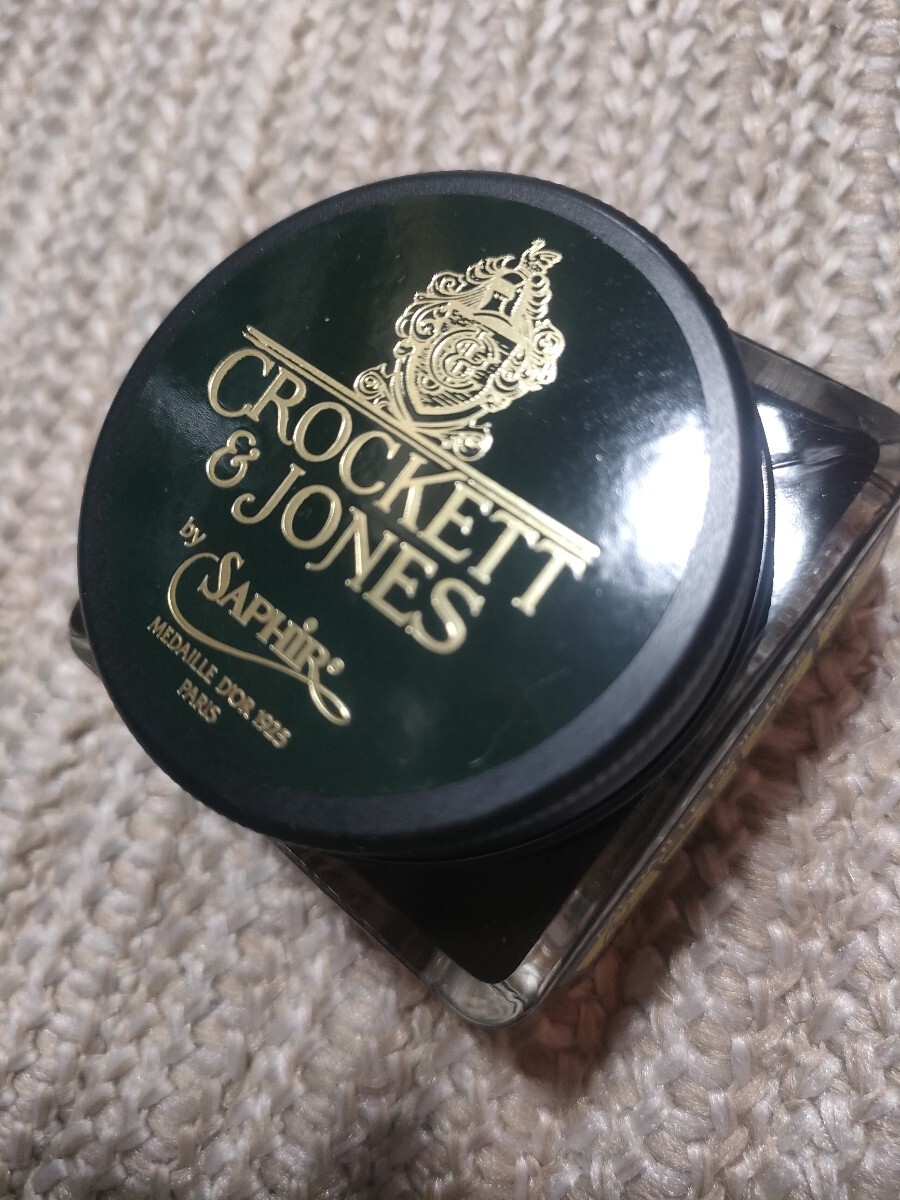 CROCKETT
& JONES
by
SAPHIR
MEDAILLE D'OR 1925
PARIS